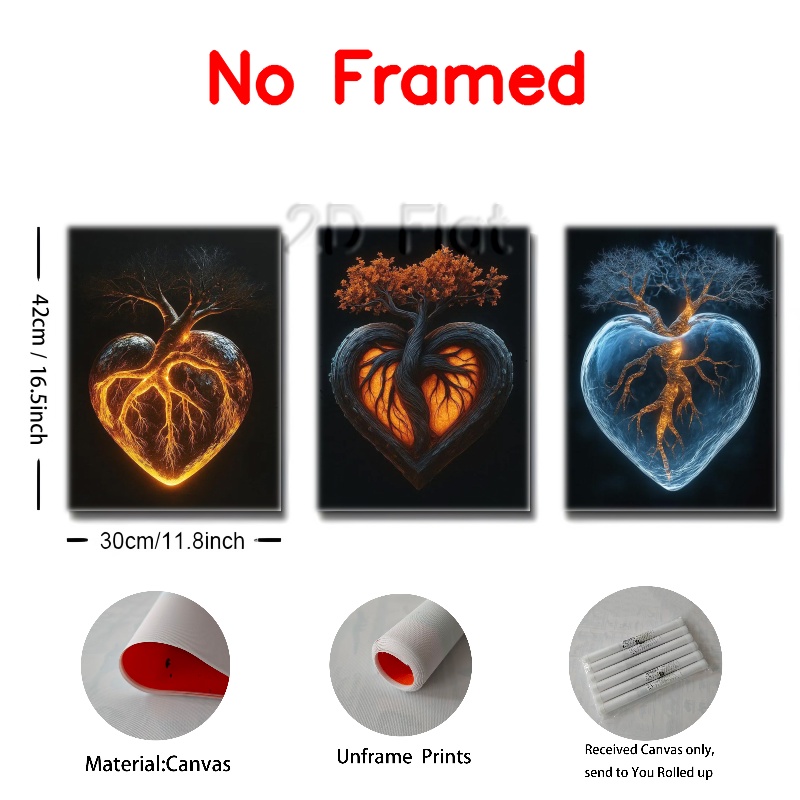 No Framed
2D Flat
42cm / 16.5inch
30cm/11.8inch
Material:Canvas
Unframe Prints
Received Canvas only,
send to You Rolled up